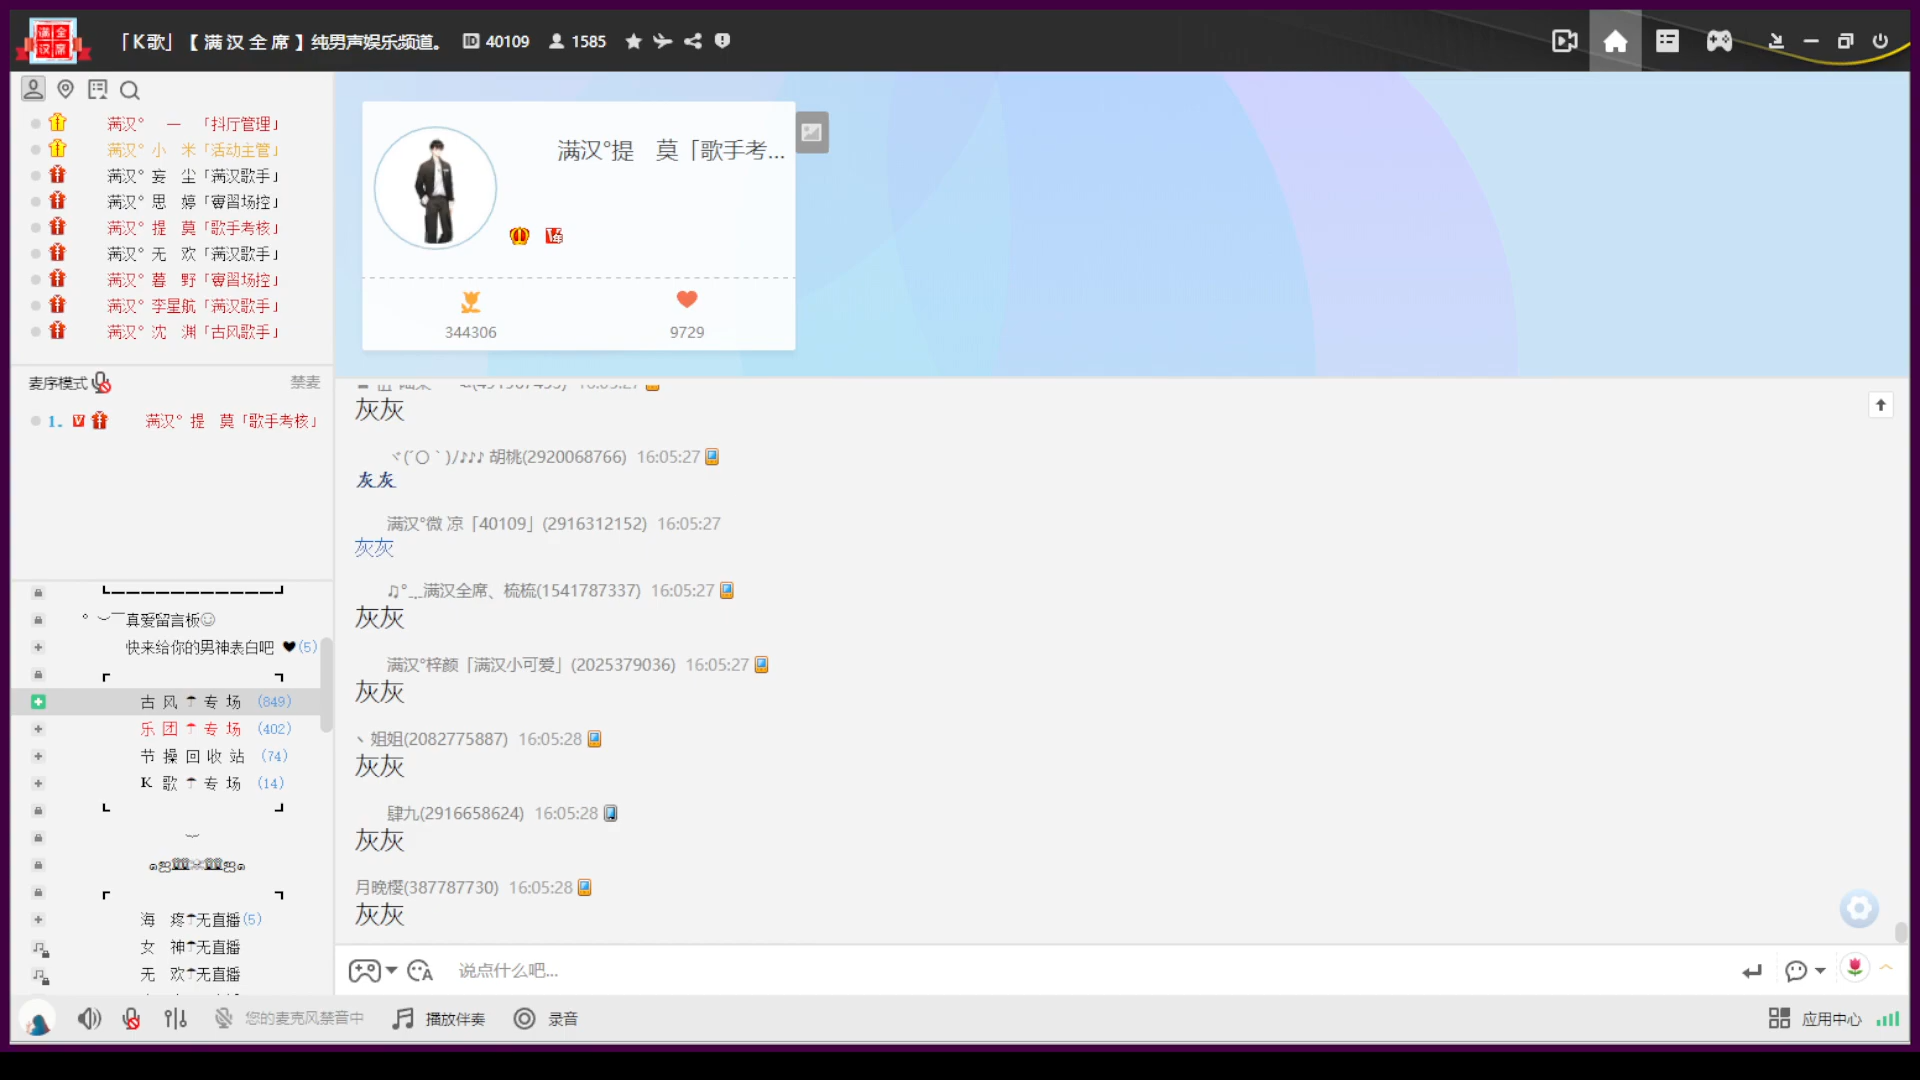 满汉全席
「K歌」【 满 汉 全 席 】纯男声娱乐频道。 ID 40109 1585
满汉° 一 「抖厅管理」
满汉° 小 米「活动主管」
满汉° 妄 尘「满汉歌手」
满汉° 思 婷「實習场控」
满汉° 提 莫「歌手考核」
满汉° 无 欢「满汉歌手」
满汉° 暮 野「實習场控」
满汉° 李星航「满汉歌手」
满汉° 沈 渊「古风歌手」
麦序模式 禁麦
1. V 满汉° 提 莫「歌手考核」
真爱留言板
快来给你的男神表白吧 ❤(5)
古 风 ☂ 专 场 (849)
乐 团 ☂ 专 场 (402)
节 操 回 收 站 (74)
K 歌 ☂ 专 场 (14)
海 疼☂无直播(5)
女 神☂无直播
无 欢☂无直播
满汉°提 莫「歌手考...
344306 9729
灰灰
ヾ(´○｀)/♪♪♪ 胡桃(2920068766) 16:05:27
灰灰
满汉°微 凉「40109」(2916312152) 16:05:27
灰灰
♫°_._满汉全席、梳梳(1541787337) 16:05:27
灰灰
满汉°梓颜「满汉小可爱」(2025379036) 16:05:27
灰灰
丶姐姐(2082775887) 16:05:28
灰灰
肆九(2916658624) 16:05:28
灰灰
月晚樱(387787730) 16:05:28
灰灰
说点什么吧...
您的麦克风禁音中 播放伴奏 录音 应用中心